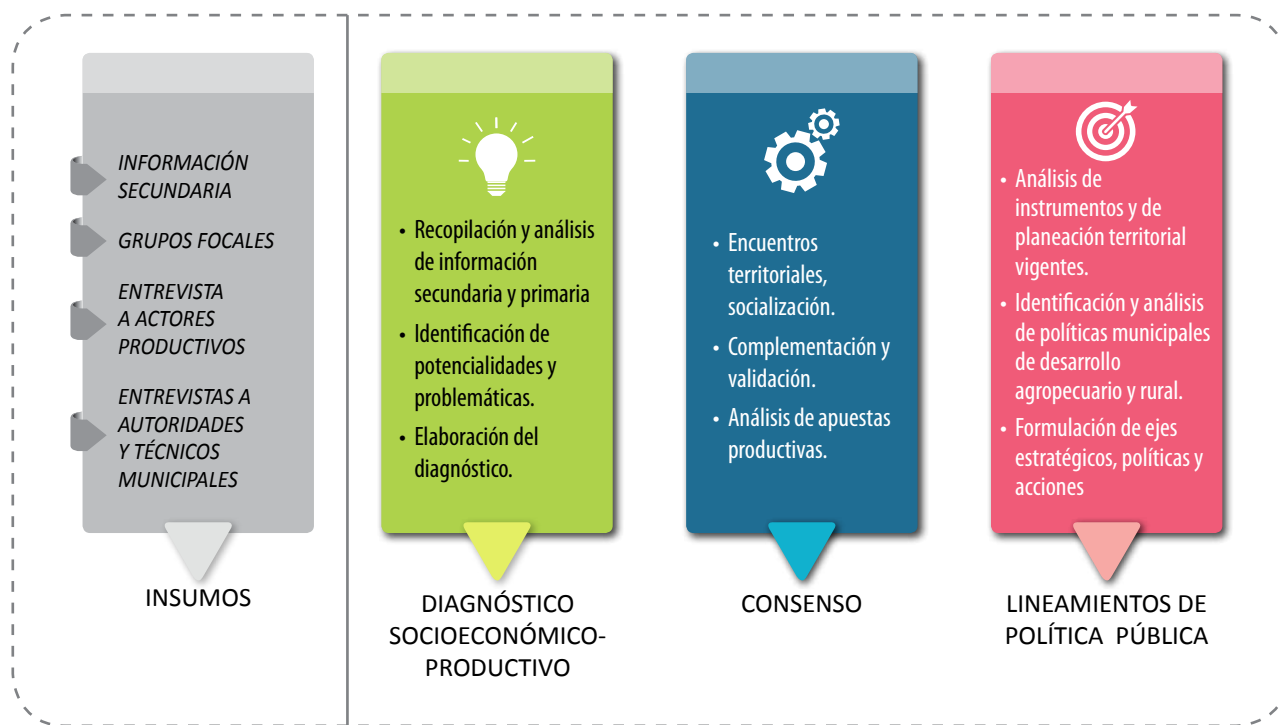 INFORMACIÓN
SECUNDARIA
GRUPOS FOCALES
ENTREVISTA
A ACTORES
PRODUCTIVOS
ENTREVISTAS A
AUTORIDADES
Y TÉCNICOS
MUNICIPALES
INSUMOS
• Recopilación y análisis
de información
secundaria y primaria
• Identificación de
potencialidades y
problemáticas.
• Elaboración del
diagnóstico.
DIAGNÓSTICO
SOCIOECONÓMICO-
PRODUCTIVO
• Encuentros
territoriales,
socialización.
• Complementación y
validación.
• Análisis de apuestas
productivas.
CONSENSO
• Análisis de
instrumentos y de
planeación territorial
vigentes.
• Identificación y análisis
de políticas municipales
de desarrollo
agropecuario y rural.
• Formulación de ejes
estratégicos, políticas y
acciones
LINEAMIENTOS DE
POLÍTICA PÚBLICA